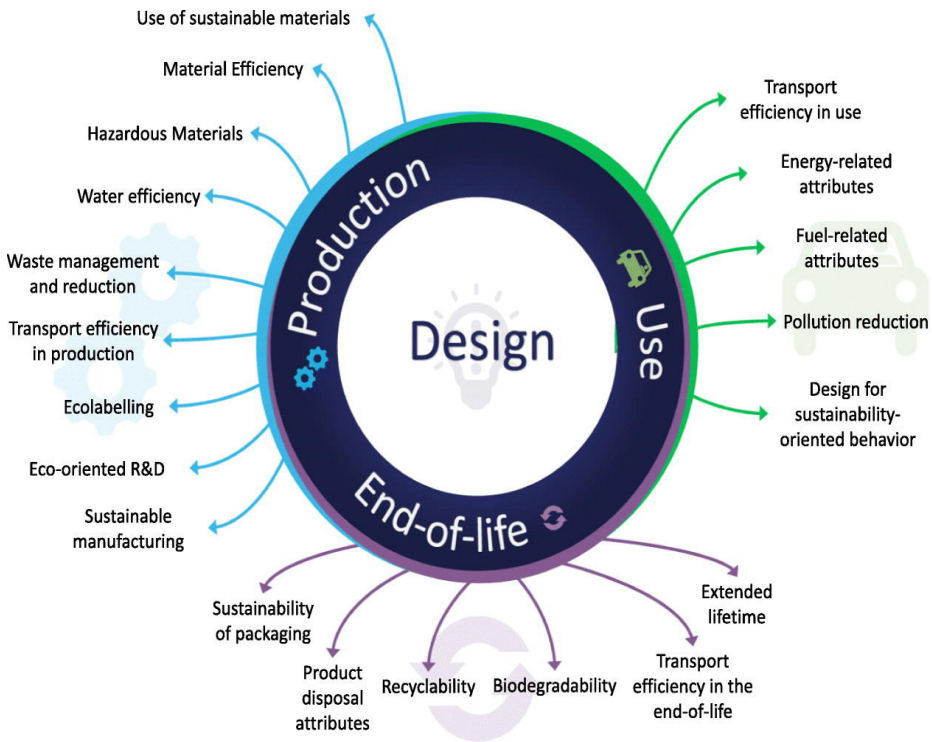 Use of sustainable materials
Material Efficiency
Hazardous Materials
Water efficiency
Waste management
and reduction
Transport efficiency
in production
Ecolabelling
Eco-oriented R&D
Sustainable
manufacturing
Production
Design
Use
End-of-life
Transport
efficiency in use
Energy-related
attributes
Fuel-related
attributes
Pollution reduction
Design for
sustainability-
oriented behavior
Sustainability
of packaging
Product
disposal
attributes
Recyclability
Biodegradability
Transport
efficiency in the
end-of-life
Extended
lifetime